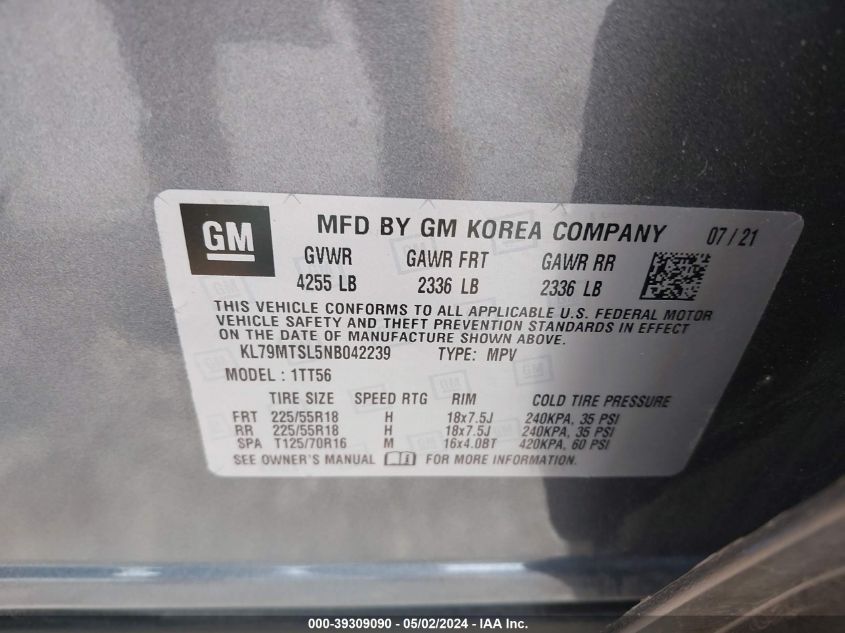 GM MFD BY GM KOREA COMPANY 07/21
GVWR GAWR FRT GAWR RR
4255 LB 2336 LB 2336 LB
THIS VEHICLE CONFORMS TO ALL APPLICABLE U.S. FEDERAL MOTOR
VEHICLE SAFETY AND THEFT PREVENTION STANDARDS IN EFFECT
ON THE DATE OF MANUFACTURE SHOWN ABOVE.
KL79MTSL5NB042239 TYPE: MPV
MODEL: 1TT56
TIRE SIZE SPEED RTG RIM COLD TIRE PRESSURE
FRT 225/55R18 H 18x7.5J 240KPA, 35 PSI
RR 225/55R18 H 18x7.5J 240KPA, 35 PSI
SPA T125/70R16 M 16x4.0BT 420KPA, 60 PSI
SEE OWNER'S MANUAL FOR MORE INFORMATION.
000-39309090 - 05/02/2024 - IAA Inc.